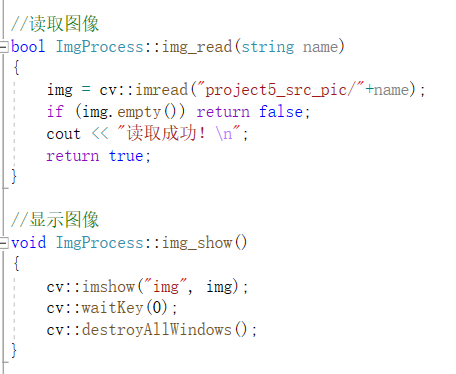 //读取图像
bool ImgProcess::img_read(string name)
{
img = cv::imread("project5_src_pic/"+name);
if (img.empty()) return false;
cout << "读取成功！\n";
return true;
}
//显示图像
void ImgProcess::img_show()
{
cv::imshow("img", img);
cv::waitKey(0);
cv::destroyAllWindows();
}